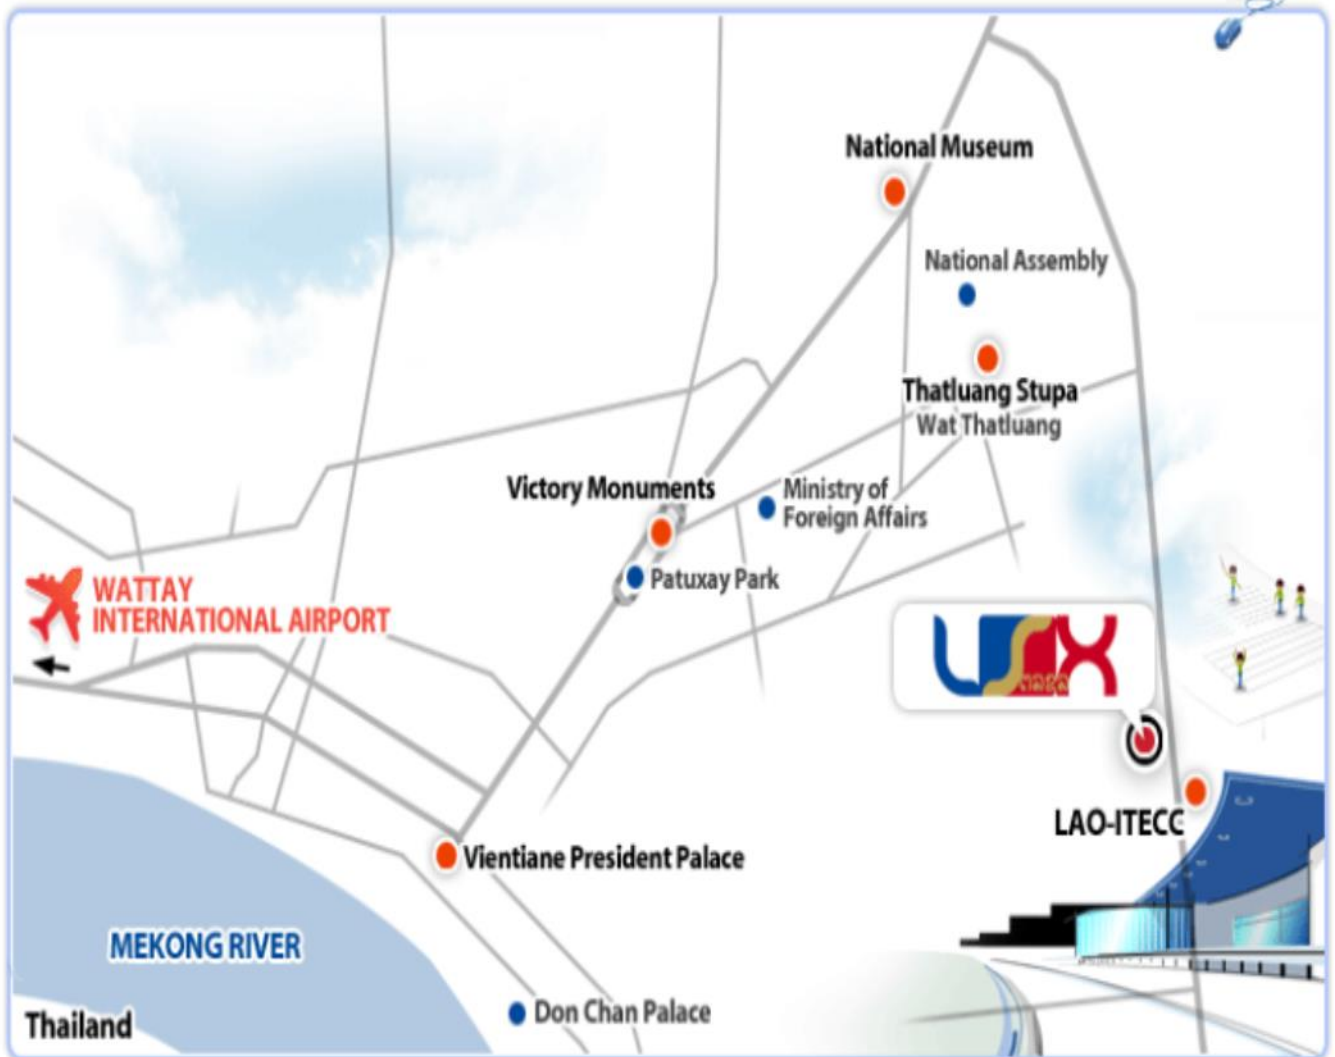 National Museum
National Assembly
Thatluang Stupa
Wat Thatluang
Victory Monuments
Ministry of
Foreign Affairs
Patuxay Park
WATTAY
INTERNATIONAL AIRPORT
LSX
LAO-ITECC
Vientiane President Palace
MEKONG RIVER
Don Chan Palace
Thailand